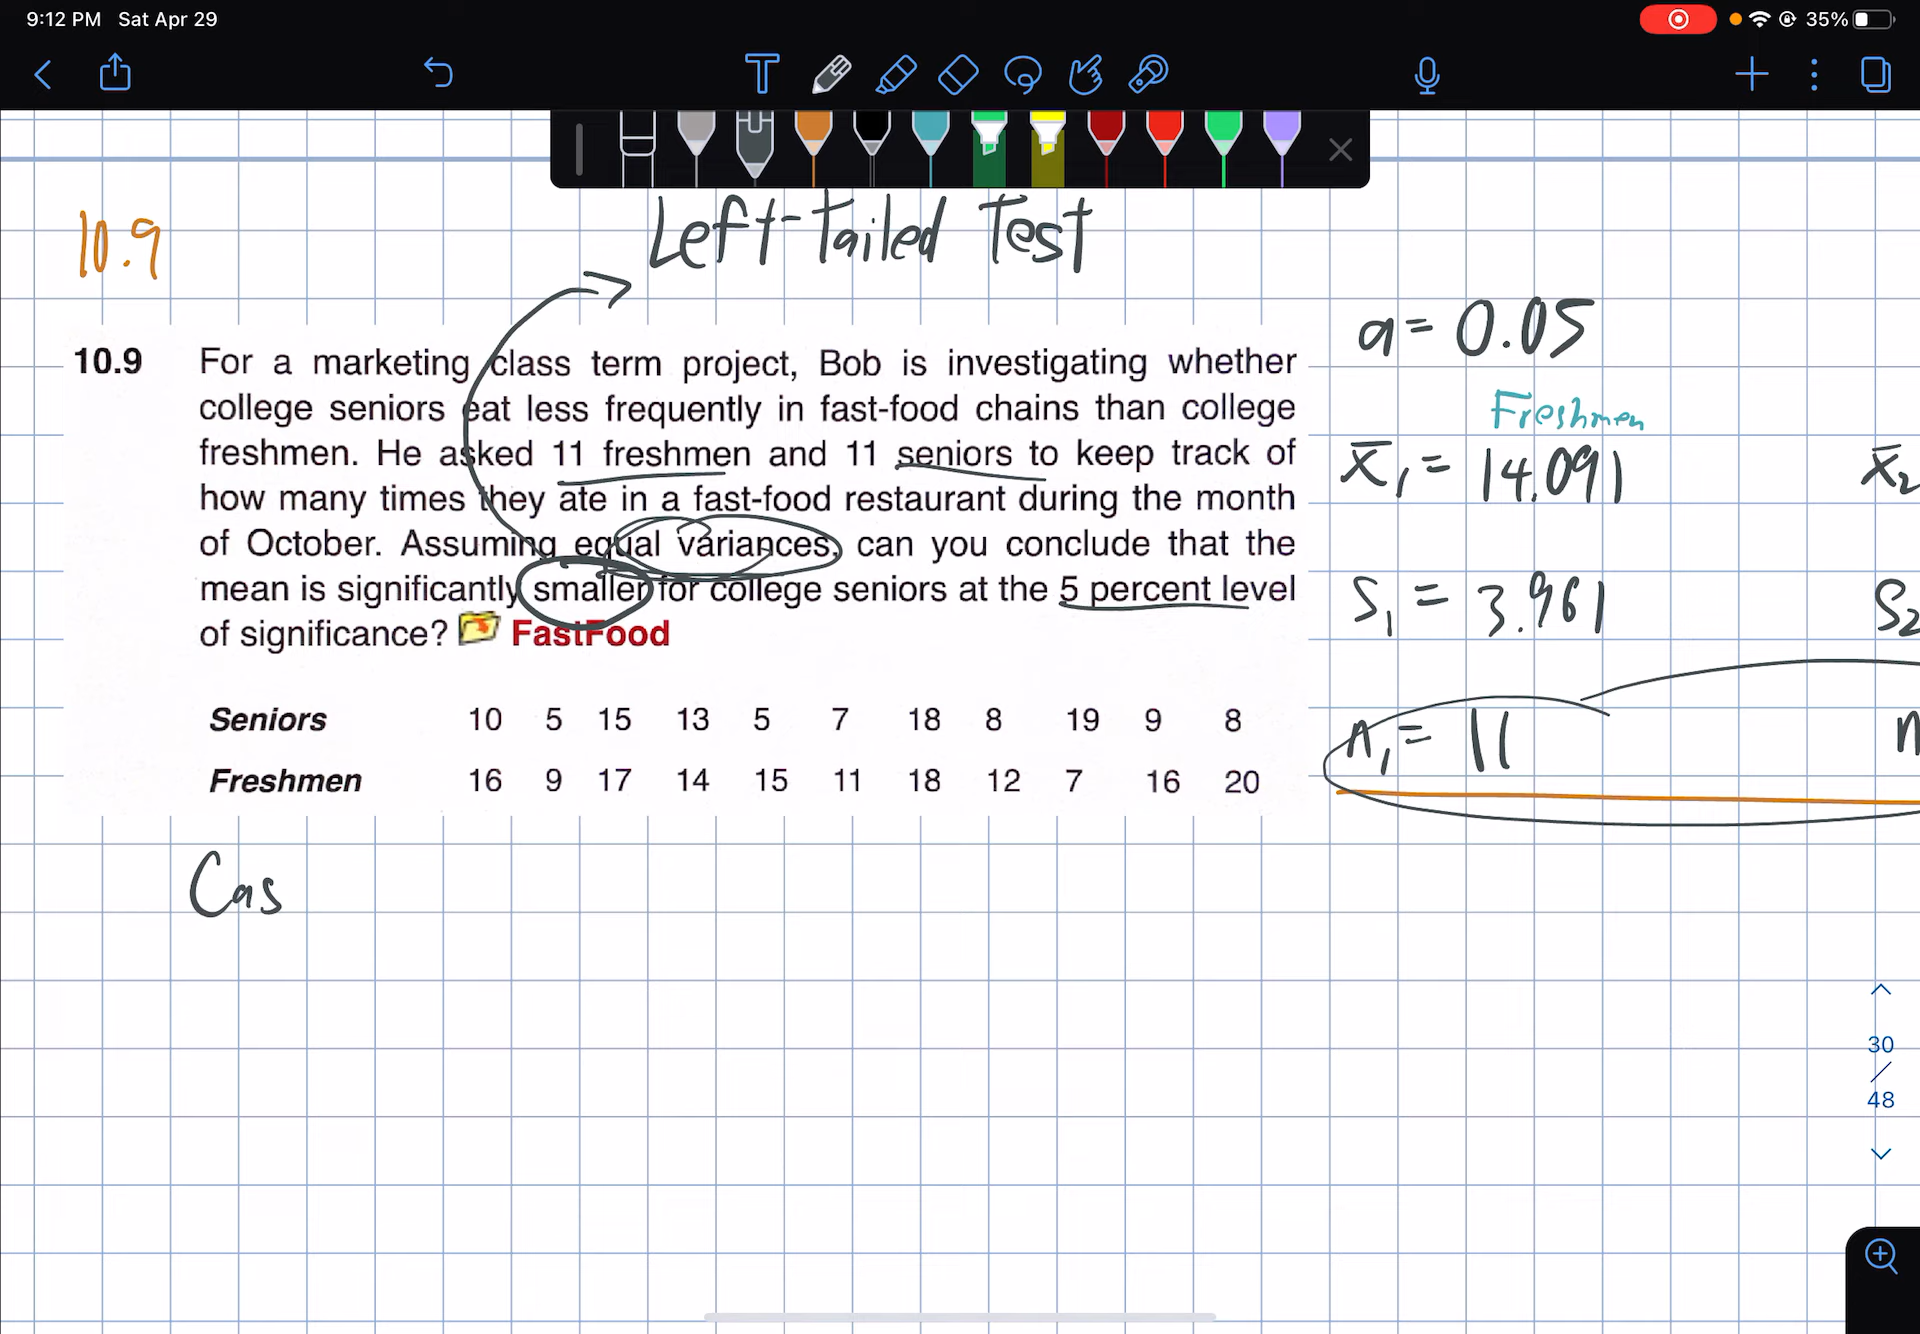 9:12 PM Sat Apr 29
35%
10.9
Left-Tailed Test
10.9 For a marketing class term project, Bob is investigating whether
college seniors eat less frequently in fast-food chains than college
freshmen. He asked 11 freshmen and 11 seniors to keep track of
how many times they ate in a fast-food restaurant during the month
of October. Assuming equal variances, can you conclude that the
mean is significantly smaller for college seniors at the 5 percent level
of significance? FastFood
Seniors 10 5 15 13 5 7 18 8 19 9 8
Freshmen 16 9 17 14 15 11 18 12 7 16 20
a = 0.05
Freshmen
x̄₁ = 14.091 x̄₂
S₁ = 3.961 S₂
n₁ = 11 n
Cas
30
/
48